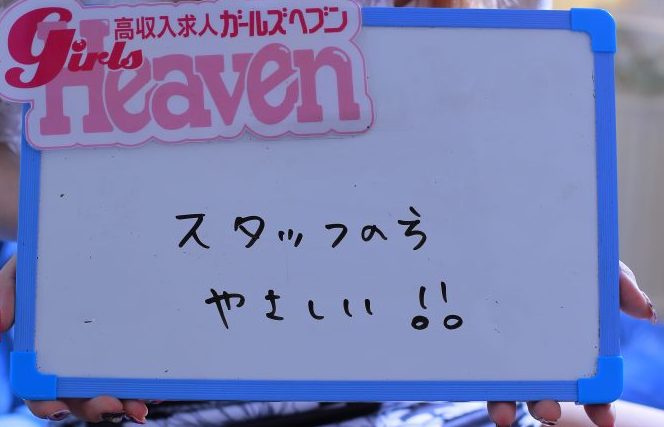 高収入求人ガールズヘブン
Girls
Heaven
スタッフの方
やさしい!!